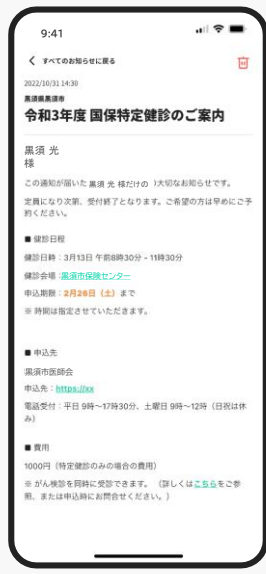 9:41
すべてのお知らせに戻る
2022/10/31 14:30
黒須県黒須市
令和3年度 国保特定健診のご案内
黒須 光
様
この通知が届いた 黒須 光 様だけの )大切なお知らせです。
定員になり次第、受付終了となります。ご希望の方は早めにご予
約ください。
■ 健診日程
健診日時：3月13日 午前8時30分 - 11時30分
健診会場：黒須市保険センター
申込期限：2月26日（土）まで
※ 時間は指定させていただきます。
■ 申込先
黒須市医師会
申込先：https://xx
電話受付：平日 9時〜17時30分、土曜日 9時〜12時（日祝は休
み）
■ 費用
1000円（特定健診のみの場合の費用）
※ がん検診を同時に受診できます。（詳しくはこちらをご参
照、または申込時にお問合せください。）